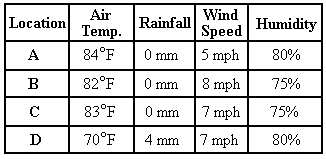 Location Air Temp. Rainfall Wind Speed Humidity
A 84°F 0 mm 5 mph 80%
B 82°F 0 mm 8 mph 75%
C 83°F 0 mm 7 mph 75%
D 70°F 4 mm 7 mph 80%